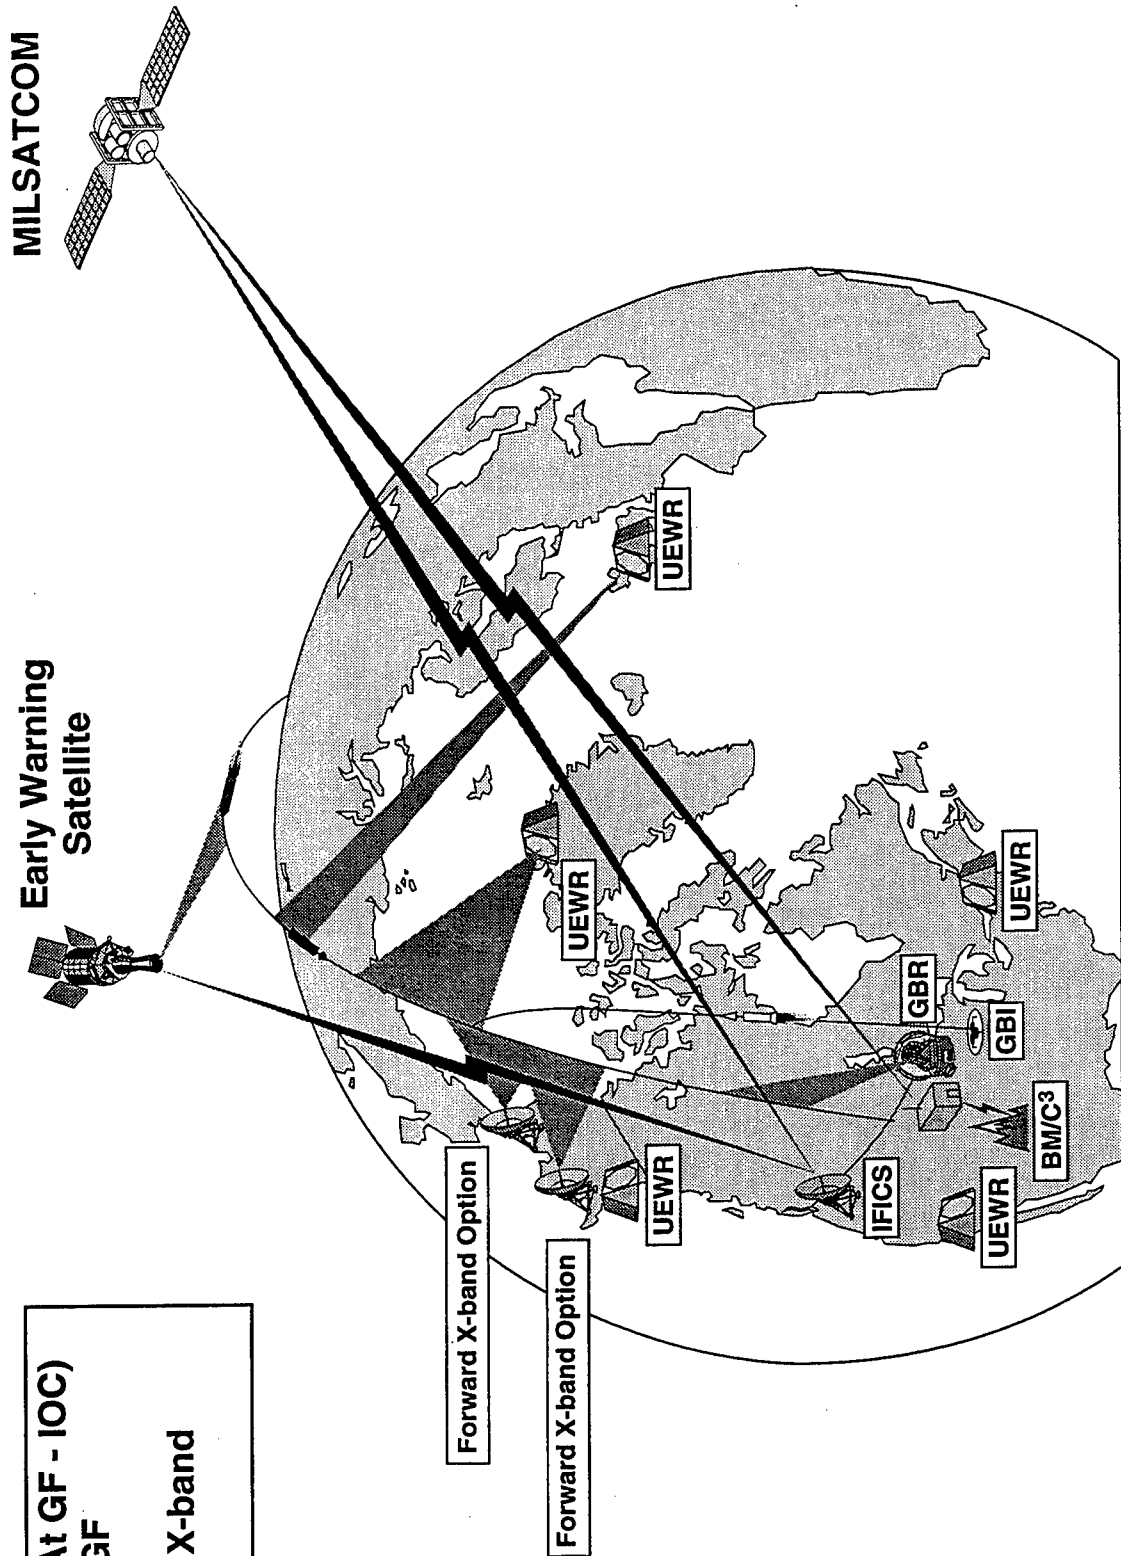 At GF - IOC)
GF
X-band
Early Warning
Satellite
MILSATCOM
Forward X-band Option
Forward X-band Option
UEWR
UEWR
UEWR
IFICS
UEWR
BM/C³
GBR
GBI
UEWR